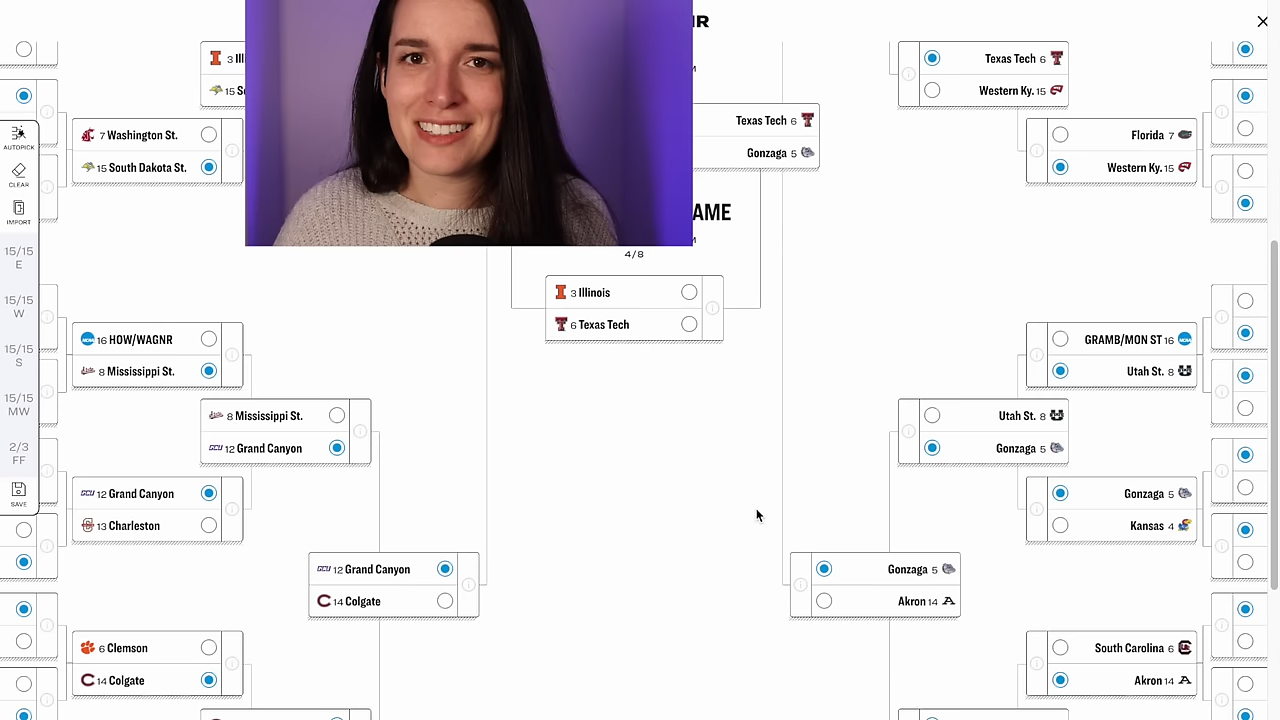 IR
3 Ill
15 S
Texas Tech 6
Western Ky. 15
M
7 Washington St.
15 South Dakota St.
Texas Tech 6
Gonzaga 5
Florida 7
Western Ky. 15
AUTOPICK
CLEAR
IMPORT
15/15
E
15/15
W
15/15
S
15/15
MW
2/3
FF
SAVE
AME
M
4/8
3 Illinois
6 Texas Tech
16 HOW/WAGNR
8 Mississippi St.
GRAMB/MON ST 16
Utah St. 8
8 Mississippi St.
GCU 12 Grand Canyon
Utah St. 8
Gonzaga 5
GCU 12 Grand Canyon
13 Charleston
Gonzaga 5
Kansas 4
GCU 12 Grand Canyon
C 14 Colgate
Gonzaga 5
Akron 14
6 Clemson
C 14 Colgate
South Carolina 6
Akron 14